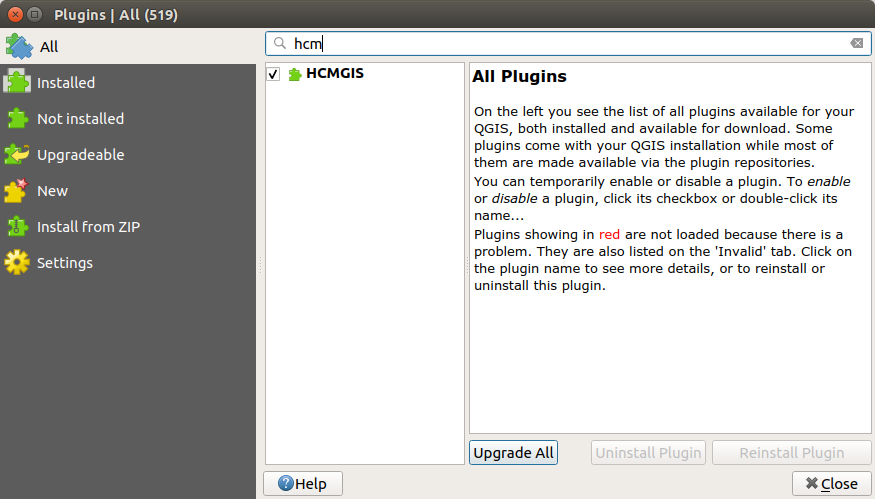 Plugins | All (519)
All
Installed
Not installed
Upgradeable
New
Install from ZIP
Settings
hcm
HCMGIS
All Plugins
On the left you see the list of all plugins available for your
QGIS, both installed and available for download. Some
plugins come with your QGIS installation while most of
them are made available via the plugin repositories.
You can temporarily enable or disable a plugin. To enable
or disable a plugin, click its checkbox or double-click its
name...
Plugins showing in red are not loaded because there is a
problem. They are also listed on the 'Invalid' tab. Click on
the plugin name to see more details, or to reinstall or
uninstall this plugin.
Upgrade All
Uninstall Plugin
Reinstall Plugin
Help
Close